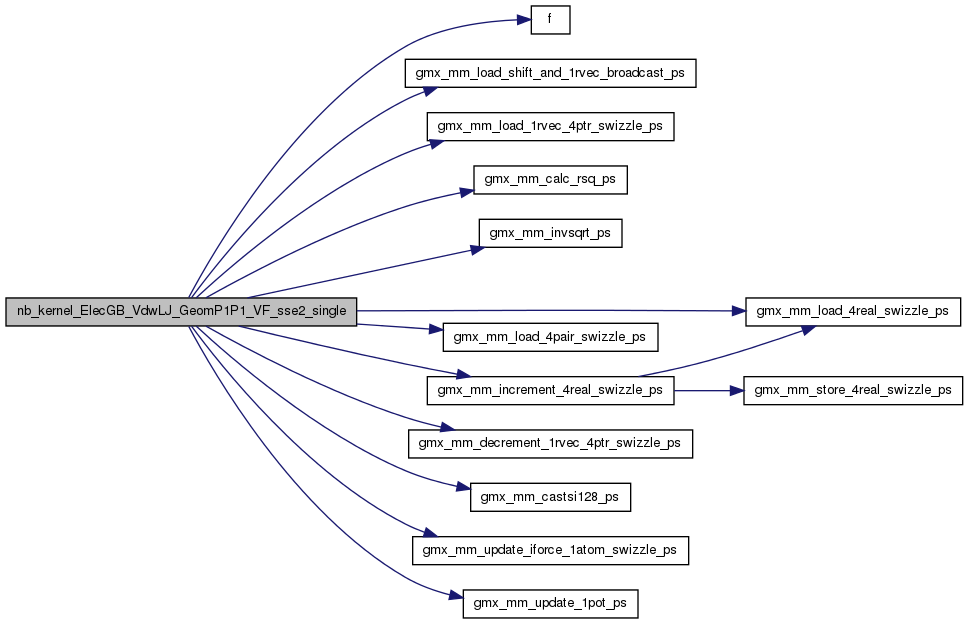 f
gmx_mm_load_shift_and_1rvec_broadcast_ps
gmx_mm_load_1rvec_4ptr_swizzle_ps
gmx_mm_calc_rsq_ps
gmx_mm_invsqrt_ps
nb_kernel_ElecGB_VdwLJ_GeomP1P1_VF_sse2_single
gmx_mm_load_4real_swizzle_ps
gmx_mm_load_4pair_swizzle_ps
gmx_mm_increment_4real_swizzle_ps
gmx_mm_store_4real_swizzle_ps
gmx_mm_decrement_1rvec_4ptr_swizzle_ps
gmx_mm_castsi128_ps
gmx_mm_update_iforce_1atom_swizzle_ps
gmx_mm_update_1pot_ps